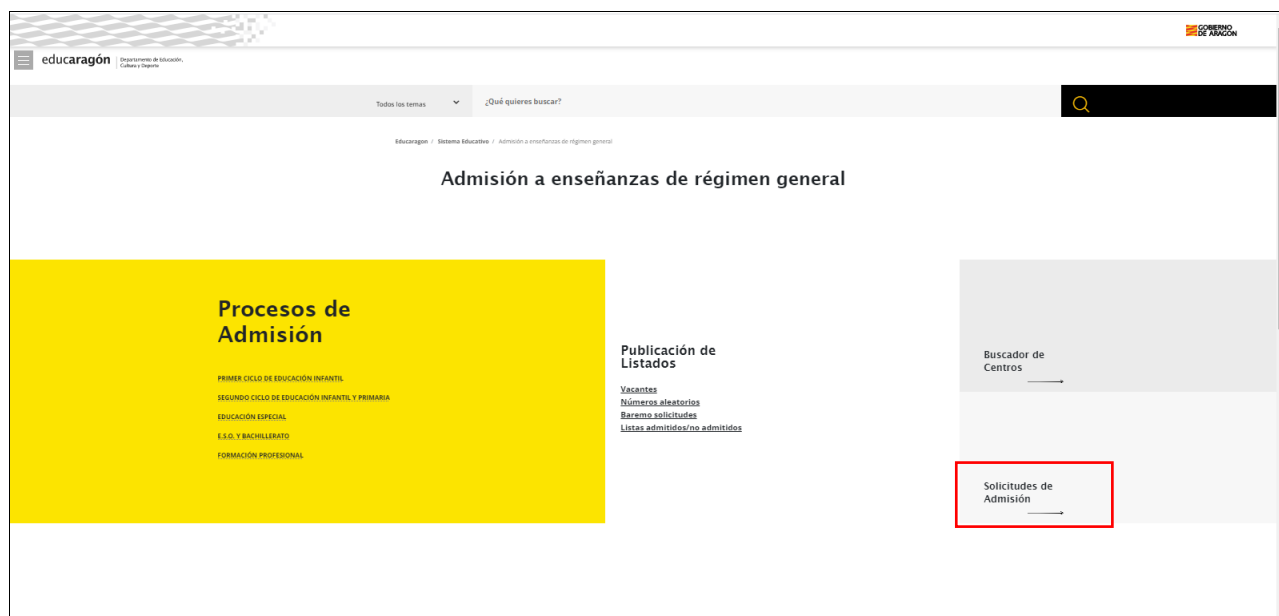 GOBIERNO
DE ARAGON
educaragón
Departamento de Educación,
Cultura y Deporte
Todos los temas
¿Qué quieres buscar?
Educaragon / Sistema Educativo / Admisión a enseñanzas de régimen general
Admisión a enseñanzas de régimen general
Procesos de
Admisión
PRIMER CICLO DE EDUCACIÓN INFANTIL
SEGUNDO CICLO DE EDUCACIÓN INFANTIL Y PRIMARIA
EDUCACIÓN ESPECIAL
E.S.O. Y BACHILLERATO
FORMACIÓN PROFESIONAL
Publicación de
Listados
Vacantes
Números aleatorios
Baremo solicitudes
Listas admitidos/no admitidos
Buscador de
Centros
Solicitudes de
Admisión